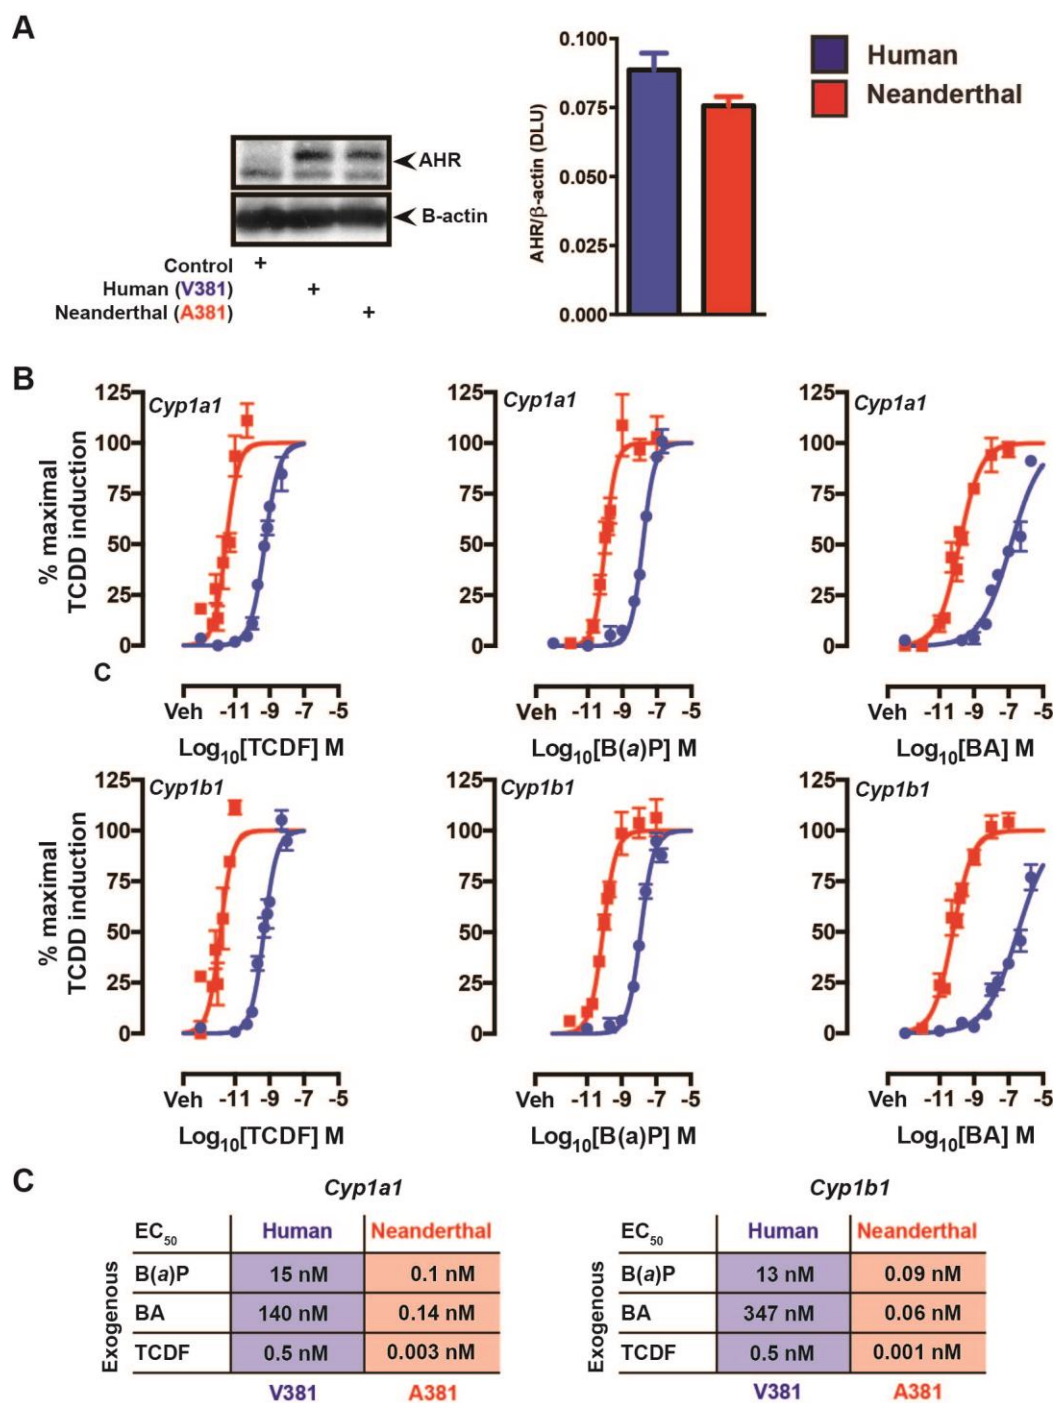 A
0.100
0.075
0.050
0.025
0.000
AHR/β-actin (DLU)
Human
Neanderthal
AHR
B-actin
Control +
Human (V381) +
Neanderthal (A381) +
B
% maximal
TCDD induction
125
100
75
50
25
0
Cyp1a1
125
100
75
50
25
0
Cyp1a1
125
100
75
50
25
0
Cyp1a1
C
Veh -11 -9 -7 -5
Log10[TCDF] M
Veh -11 -9 -7 -5
Log10[B(a)P] M
Veh -11 -9 -7 -5
Log10[BA] M
% maximal
TCDD induction
125
100
75
50
25
0
Cyp1b1
125
100
75
50
25
0
Cyp1b1
125
100
75
50
25
0
Cyp1b1
Veh -11 -9 -7 -5
Log10[TCDF] M
Veh -11 -9 -7 -5
Log10[B(a)P] M
Veh -11 -9 -7 -5
Log10[BA] M
C
Cyp1a1
EC50 Human Neanderthal
Exogenous
B(a)P 15 nM 0.1 nM
BA 140 nM 0.14 nM
TCDF 0.5 nM 0.003 nM
V381 A381
Cyp1b1
EC50 Human Neanderthal
Exogenous
B(a)P 13 nM 0.09 nM
BA 347 nM 0.06 nM
TCDF 0.5 nM 0.001 nM
V381 A381